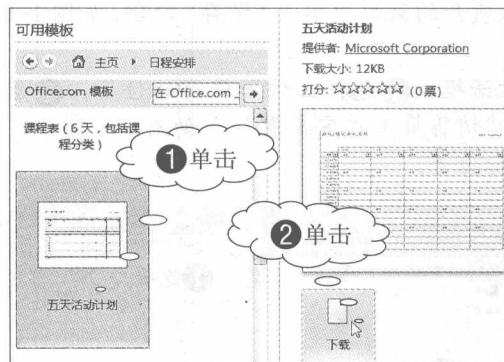 可用模板
主页 ▸ 日程安排
Office.com 模板
在 Office.com
课程表（6 天，包括课
程分类）
❶单击
五天活动计划
五天活动计划
提供者: Microsoft Corporation
下载大小: 12KB
打分: ☆☆☆☆☆ (0 票)
❷单击
下载